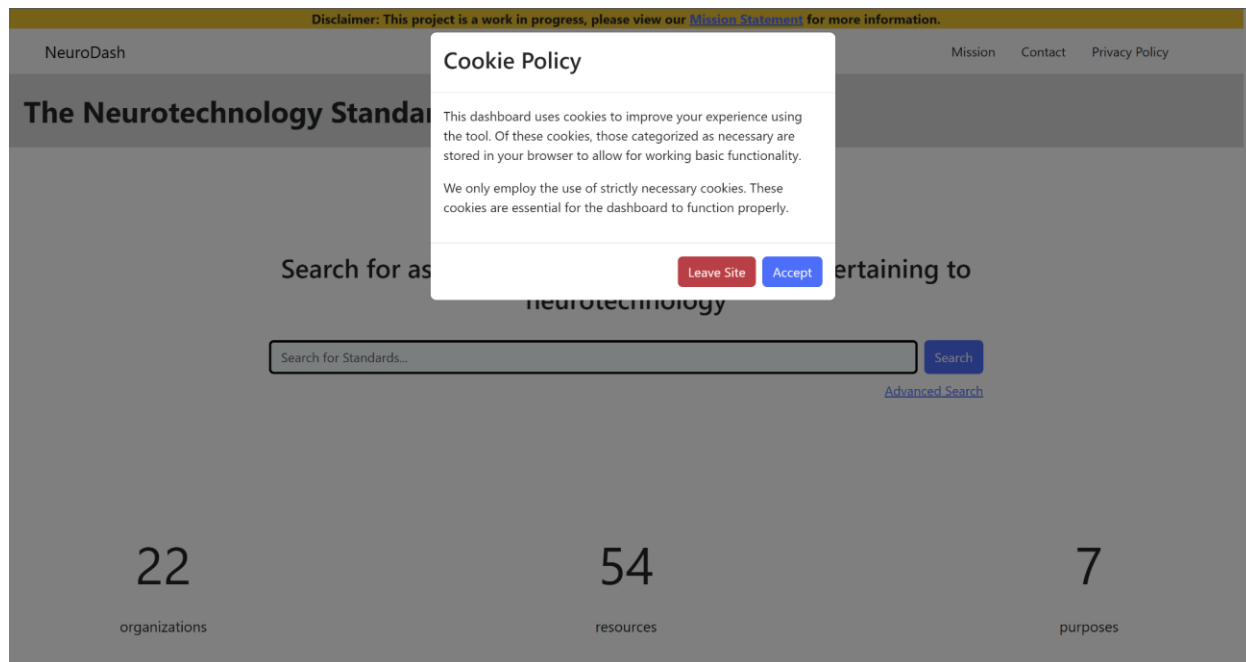 Disclaimer: This project is a work in progress, please view our Mission Statement for more information.
NeuroDash
Mission Contact Privacy Policy
The Neurotechnology
Cookie Policy
This dashboard uses cookies to improve your experience using
the tool. Of these cookies, those categorized as necessary are
stored in your browser to allow for working basic functionality.
We only employ the use of strictly necessary cookies. These
cookies are essential for the dashboard to function properly.
Leave Site Accept
Search for as ertaining to
neurotechnology
Search for Standards...
Search
Advanced Search
22 54 7
organizations resources purposes